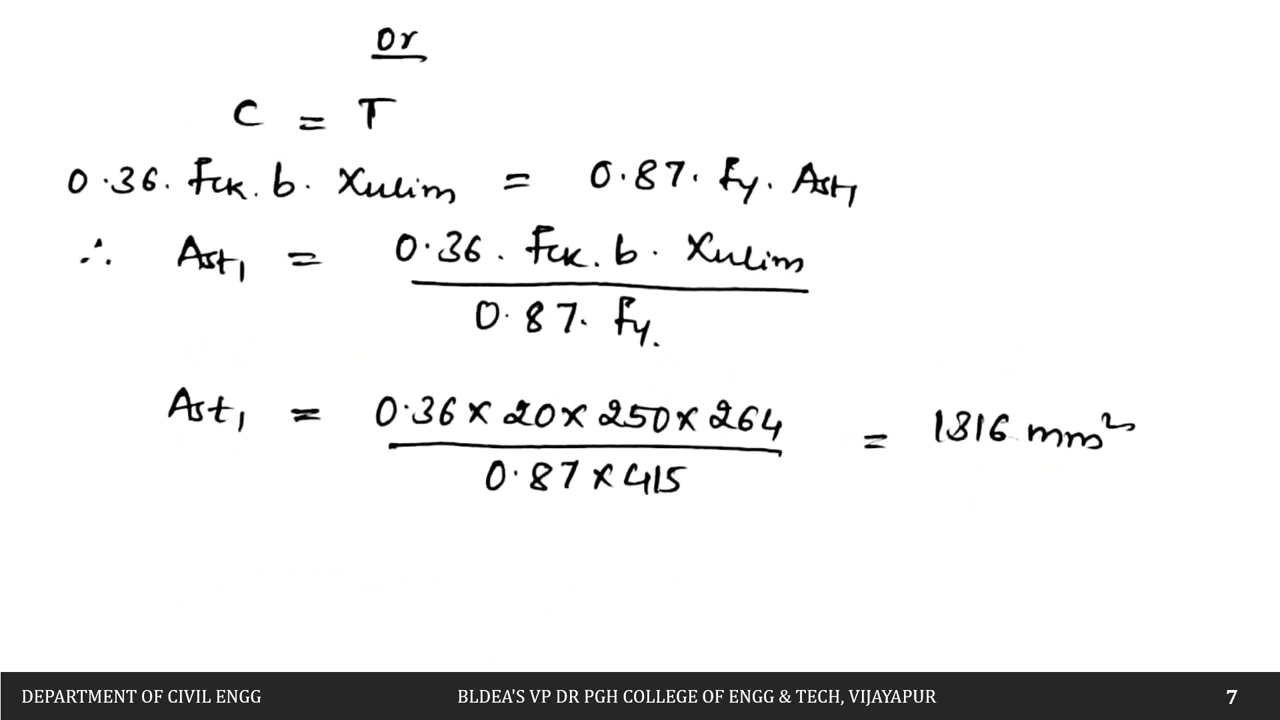 Or
C = T
0.36. Fck. b. Xulim = 0.87. Fy. Ast1
∴ Ast1 = 0.36. Fck. b. Xulim
0.87. Fy.
Ast1 = 0.36 x 20 x 250 x 264 = 1316 mm²
0.87 x 415
DEPARTMENT OF CIVIL ENGG BLDEA'S VP DR PGH COLLEGE OF ENGG & TECH, VIJAYAPUR 7